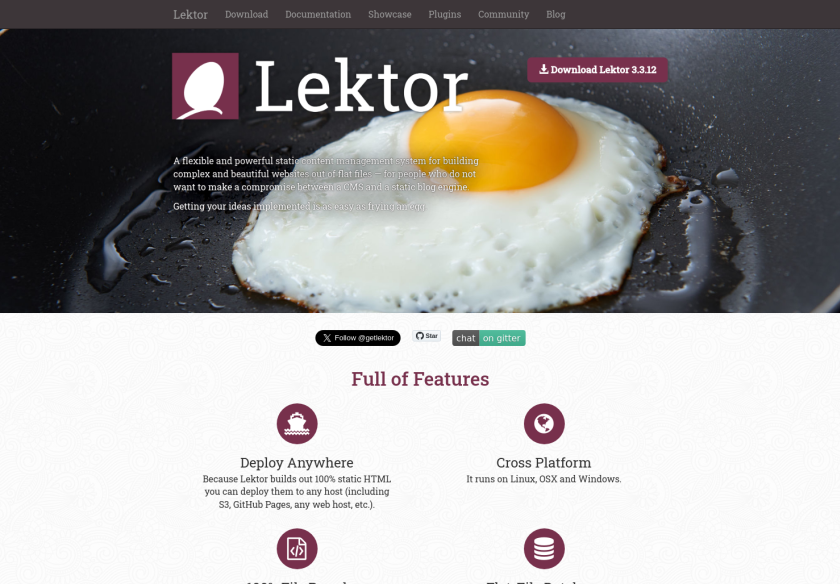 Lektor Download Documentation Showcase Plugins Community Blog
Lektor
Download Lektor 3.3.12
A flexible and powerful static content management system for building
complex and beautiful websites out of flat files — for people who do not
want to make a compromise between a CMS and a static blog engine.
Getting your ideas implemented is as easy as frying an egg.
Follow @getlektor
Star
chat on gitter
Full of Features
Deploy Anywhere
Because Lektor builds out 100% static HTML
you can deploy them to any host (including
S3, GitHub Pages, any web host, etc.).
Cross Platform
It runs on Linux, OSX and Windows.